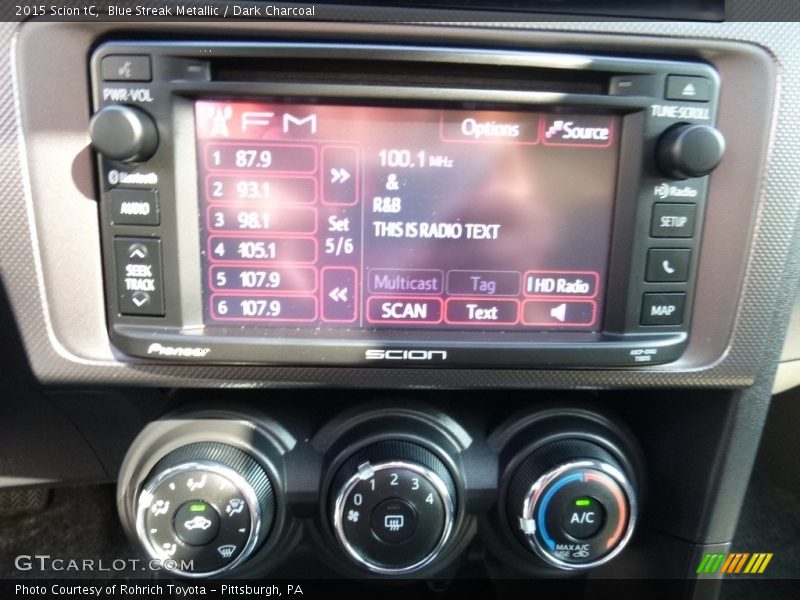 2015 Scion tC, Blue Streak Metallic / Dark Charcoal
PWR·VOL
TUNE·SCROLL
FM
Options
Source
1 87.9
2 93.1
3 98.1
4 105.1
5 107.9
6 107.9
Set
5/6
100.1 MHz
&
R&B
THIS IS RADIO TEXT
Multicast
Tag
HD Radio
SCAN
Text
Bluetooth
AUDIO
SEEK
TRACK
HD Radio
SETUP
MAP
Pioneer
SCION
0 1 2 3 4
A/C
MAX A/C
USE
GTCarlot.com
Photo Courtesy of Rohrich Toyota - Pittsburgh, PA